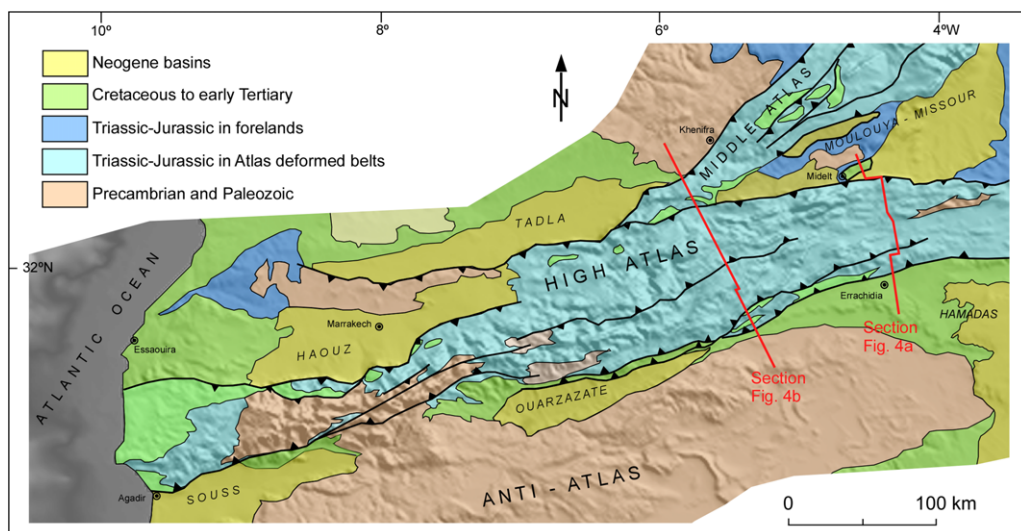 10º
8º
6º
4ºW
Neogene basins
Cretaceous to early Tertiary
Triassic-Jurassic in forelands
Triassic-Jurassic in Atlas deformed belts
Precambrian and Paleozoic
N
Khenifra
MIDDLE ATLAS
MOULOUYA - MISSOUR
Midelt
TADLA
32ºN
HIGH ATLAS
ATLANTIC OCEAN
Essaouira
Marrakech
HAOUZ
Errachidia
HAMADAS
Section
Fig. 4a
Section
Fig. 4b
OUARZAZATE
Agadir
SOUSS
ANTI - ATLAS
0
100 km